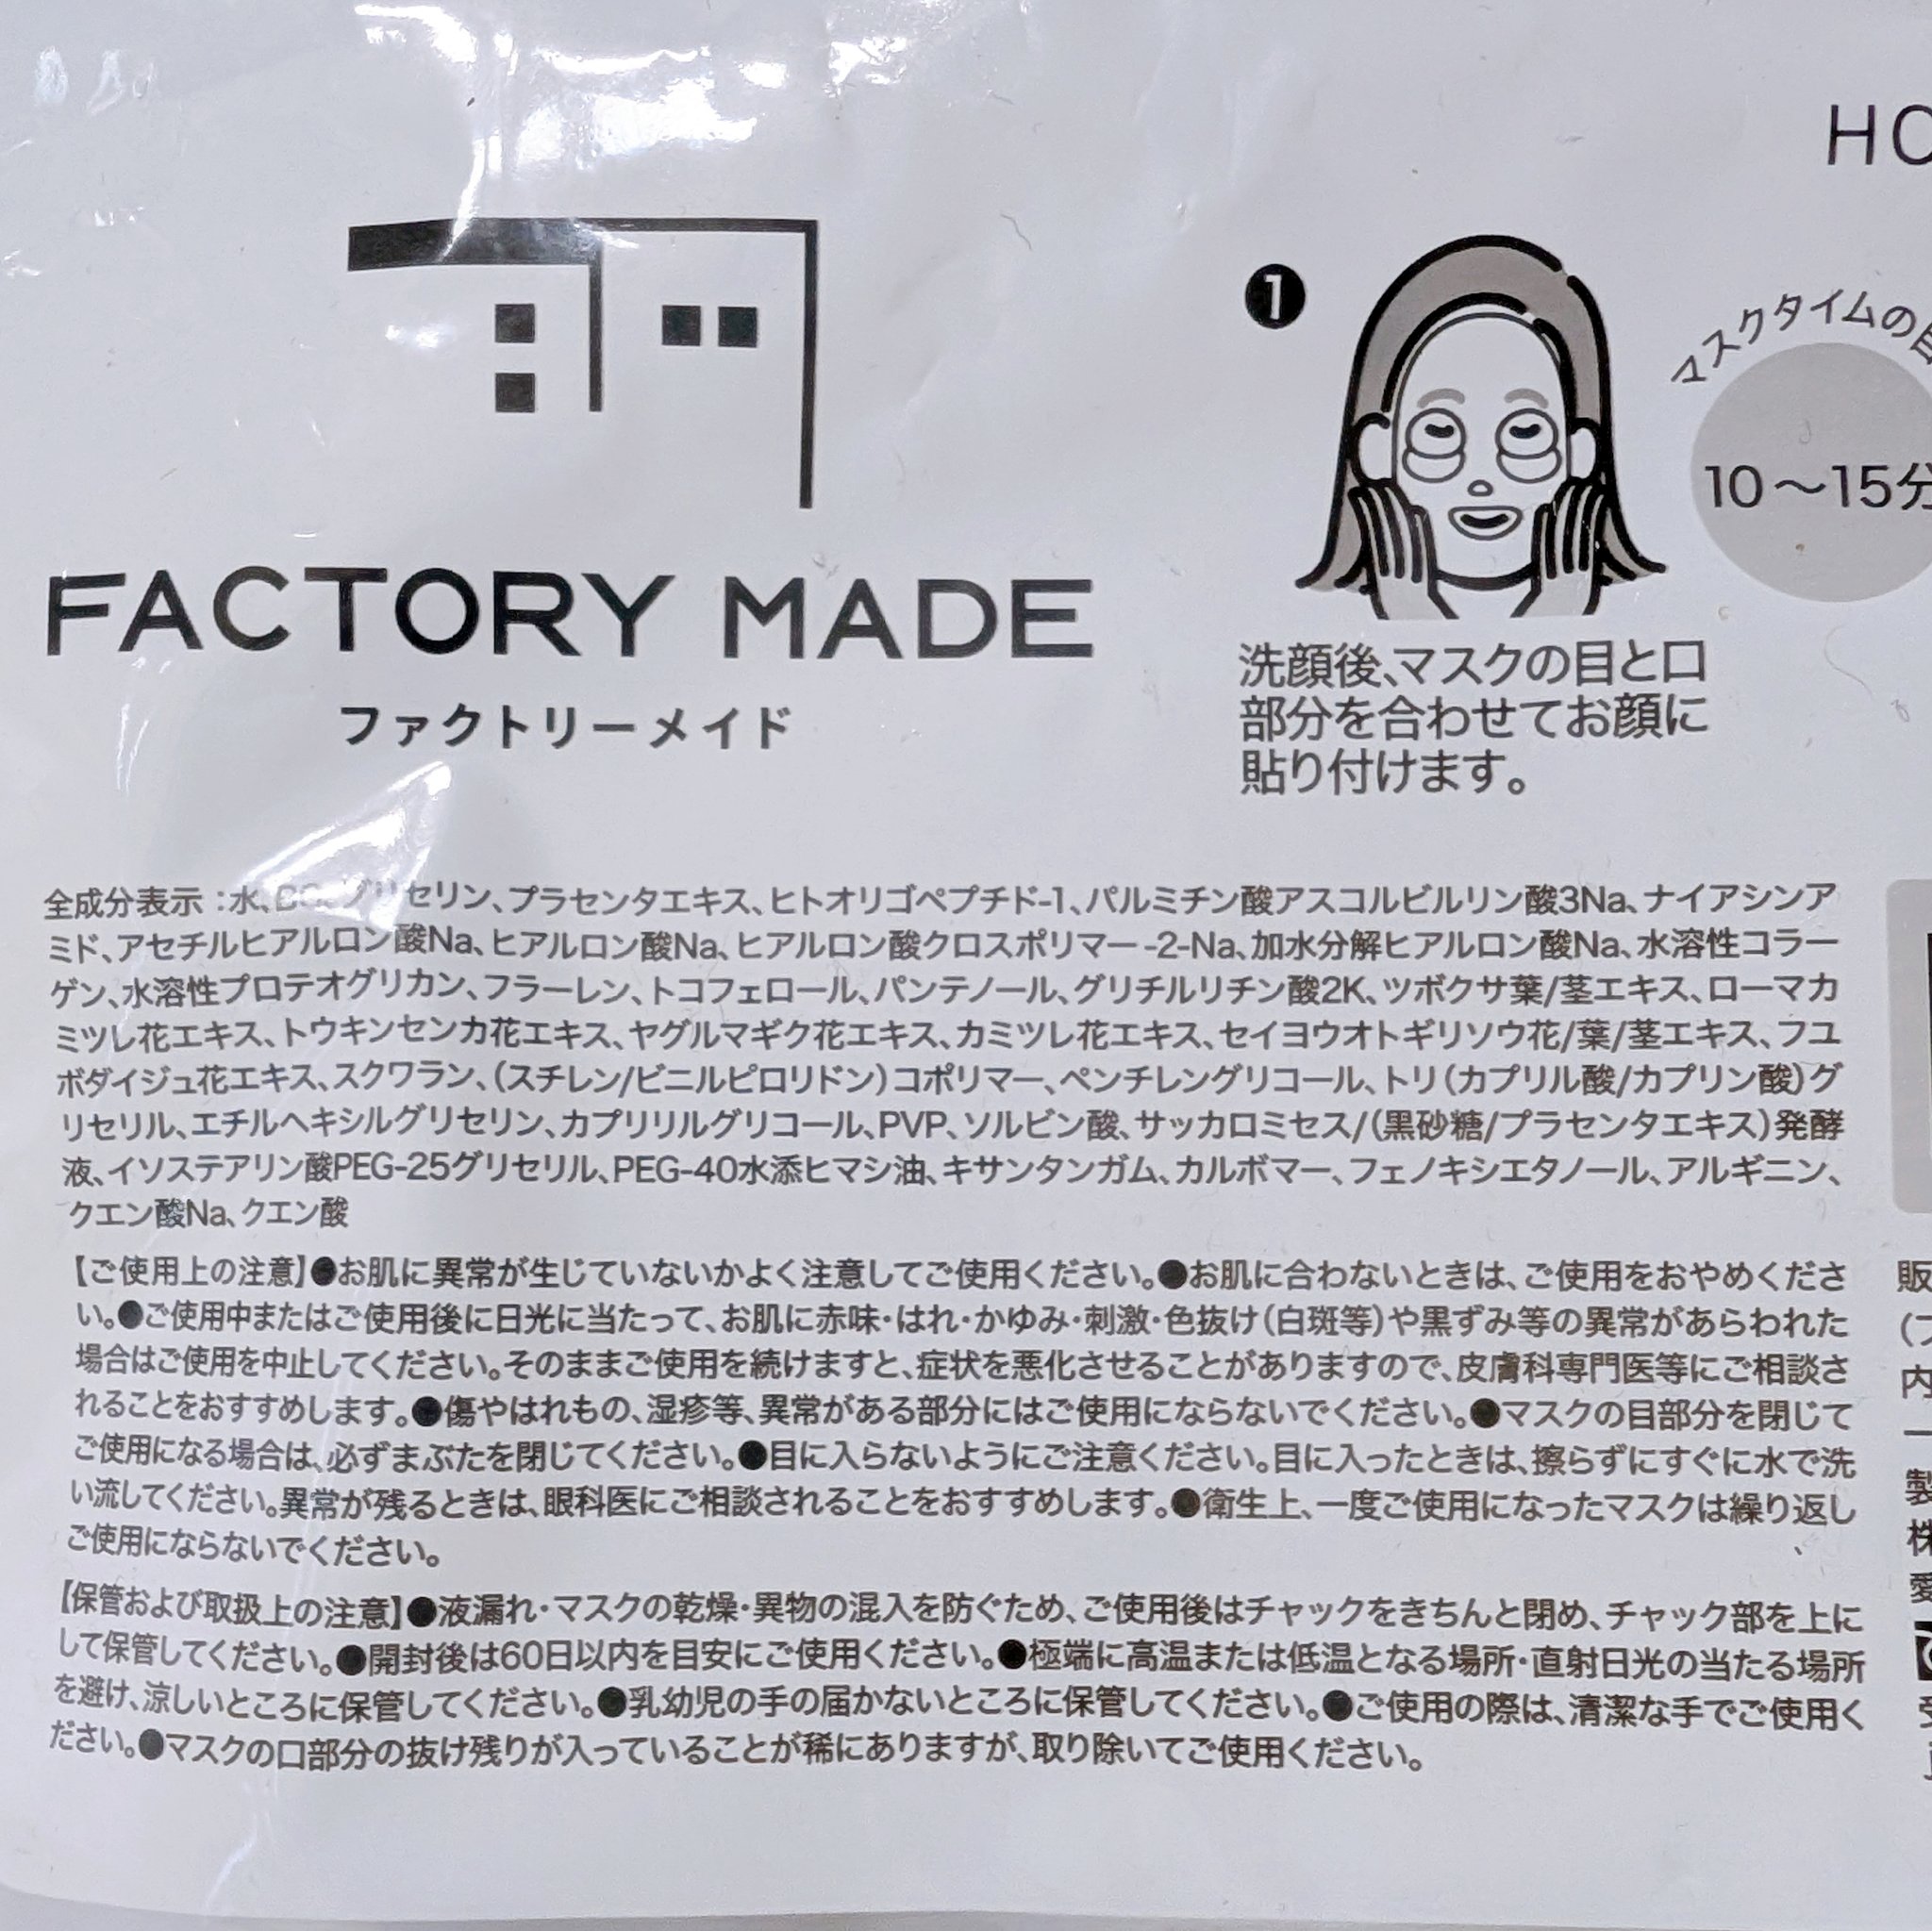 HO
FACTORY MADE
ファクトリーメイド
1
マスクタイムの目
10〜15分
洗顔後、マスクの目と口
部分を合わせてお顔に
貼り付けます。
全成分表示：水、BG、グリセリン、プラセンタエキス、ヒトオリゴペプチド-1、パルミチン酸アスコルビルリン酸3Na、ナイアシンア
ミド、アセチルヒアルロン酸Na、ヒアルロン酸Na、ヒアルロン酸クロスポリマー-2-Na、加水分解ヒアルロン酸Na、水溶性コラー
ゲン、水溶性プロテオグリカン、フラーレン、トコフェロール、パンテノール、グリチルリチン酸2K、ツボクサ葉/茎エキス、ローマカ
ミツレ花エキス、トウキンセンカ花エキス、ヤグルマギク花エキス、カミツレ花エキス、セイヨウオトギリソウ花/葉/茎エキス、フユ
ボダイジュ花エキス、スクワラン、（スチレン/ビニルピロリドン）コポリマー、ペンチレングリコール、トリ（カプリル酸/カプリン酸）グ
リセリル、エチルヘキシルグリセリン、カプリリルグリコール、PVP、ソルビン酸、サッカロミセス/（黒砂糖/プラセンタエキス）発酵
液、イソステアリン酸PEG-25グリセリル、PEG-40水添ヒマシ油、キサンタンガム、カルボマー、フェノキシエタノール、アルギニン、
クエン酸Na、クエン酸
【ご使用上の注意】●お肌に異常が生じていないかよく注意してご使用ください。●お肌に合わないときは、ご使用をおやめくださ
い。●ご使用中またはご使用後に日光に当たって、お肌に赤味・はれ・かゆみ・刺激・色抜け（白斑等）や黒ずみ等の異常があらわれた
場合はご使用を中止してください。そのままご使用を続けますと、症状を悪化させることがありますので、皮膚科専門医等にご相談さ
れることをおすすめします。●傷やはれもの、湿疹等、異常がある部分にはご使用にならないでください。●マスクの目部分を閉じて
ご使用になる場合は、必ずまぶたを閉じてください。●目に入らないようにご注意ください。目に入ったときは、擦らずにすぐに水で洗
い流してください。異常が残るときは、眼科医にご相談されることをおすすめします。●衛生上、一度ご使用になったマスクは繰り返し
ご使用にならないでください。
【保管および取扱上の注意】●液漏れ・マスクの乾燥・異物の混入を防ぐため、ご使用後はチャックをきちんと閉め、チャック部を上に
して保管してください。●開封後は60日以内を目安にご使用ください。●極端に高温または低温となる場所・直射日光の当たる場所
を避け、涼しいところに保管してください。●乳幼児の手の届かないところに保管してください。●ご使用の際は、清潔な手でご使用く
ださい。●マスクの口部分の抜け残りが入っていることが稀にありますが、取り除いてご使用ください。
販
内
製
株
愛